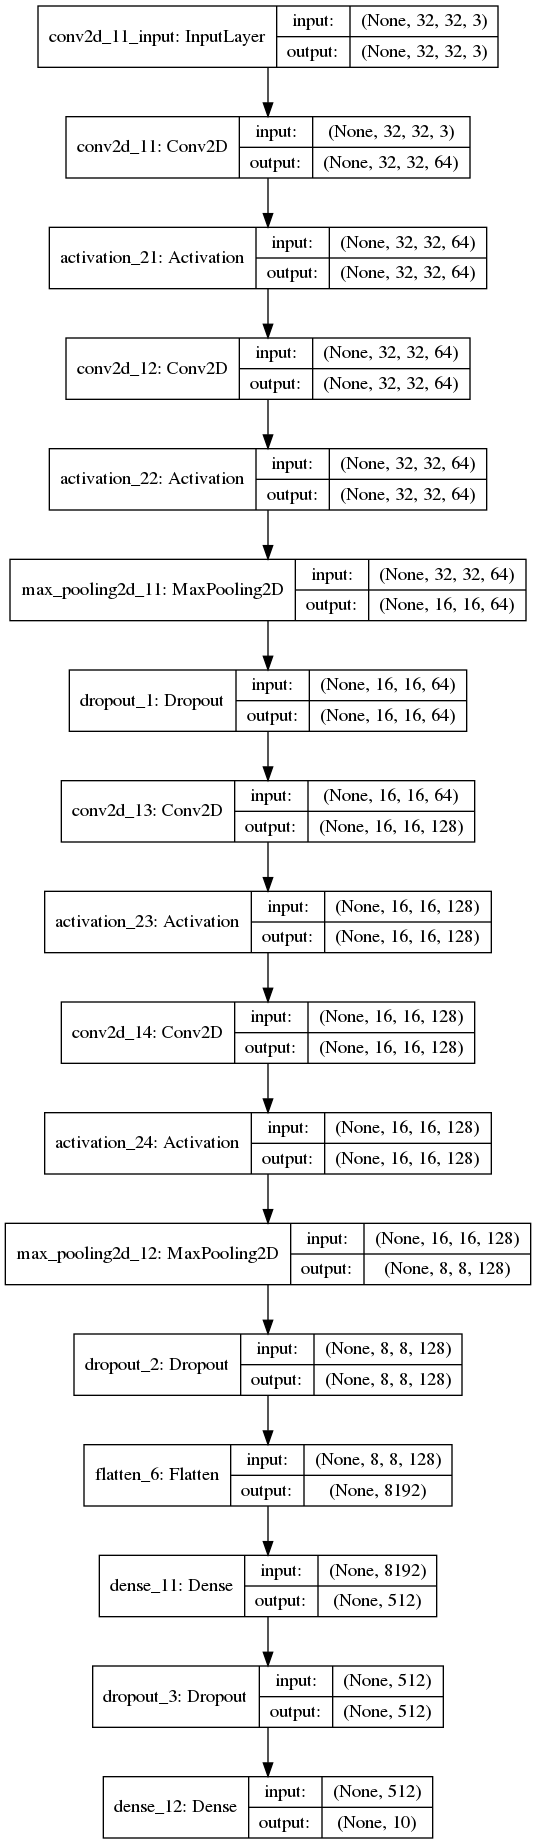 conv2d_11_input: InputLayer
input: (None, 32, 32, 3)
output: (None, 32, 32, 3)
conv2d_11: Conv2D
input: (None, 32, 32, 3)
output: (None, 32, 32, 64)
activation_21: Activation
input: (None, 32, 32, 64)
output: (None, 32, 32, 64)
conv2d_12: Conv2D
input: (None, 32, 32, 64)
output: (None, 32, 32, 64)
activation_22: Activation
input: (None, 32, 32, 64)
output: (None, 32, 32, 64)
max_pooling2d_11: MaxPooling2D
input: (None, 32, 32, 64)
output: (None, 16, 16, 64)
dropout_1: Dropout
input: (None, 16, 16, 64)
output: (None, 16, 16, 64)
conv2d_13: Conv2D
input: (None, 16, 16, 64)
output: (None, 16, 16, 128)
activation_23: Activation
input: (None, 16, 16, 128)
output: (None, 16, 16, 128)
conv2d_14: Conv2D
input: (None, 16, 16, 128)
output: (None, 16, 16, 128)
activation_24: Activation
input: (None, 16, 16, 128)
output: (None, 16, 16, 128)
max_pooling2d_12: MaxPooling2D
input: (None, 16, 16, 128)
output: (None, 8, 8, 128)
dropout_2: Dropout
input: (None, 8, 8, 128)
output: (None, 8, 8, 128)
flatten_6: Flatten
input: (None, 8, 8, 128)
output: (None, 8192)
dense_11: Dense
input: (None, 8192)
output: (None, 512)
dropout_3: Dropout
input: (None, 512)
output: (None, 512)
dense_12: Dense
input: (None, 512)
output: (None, 10)